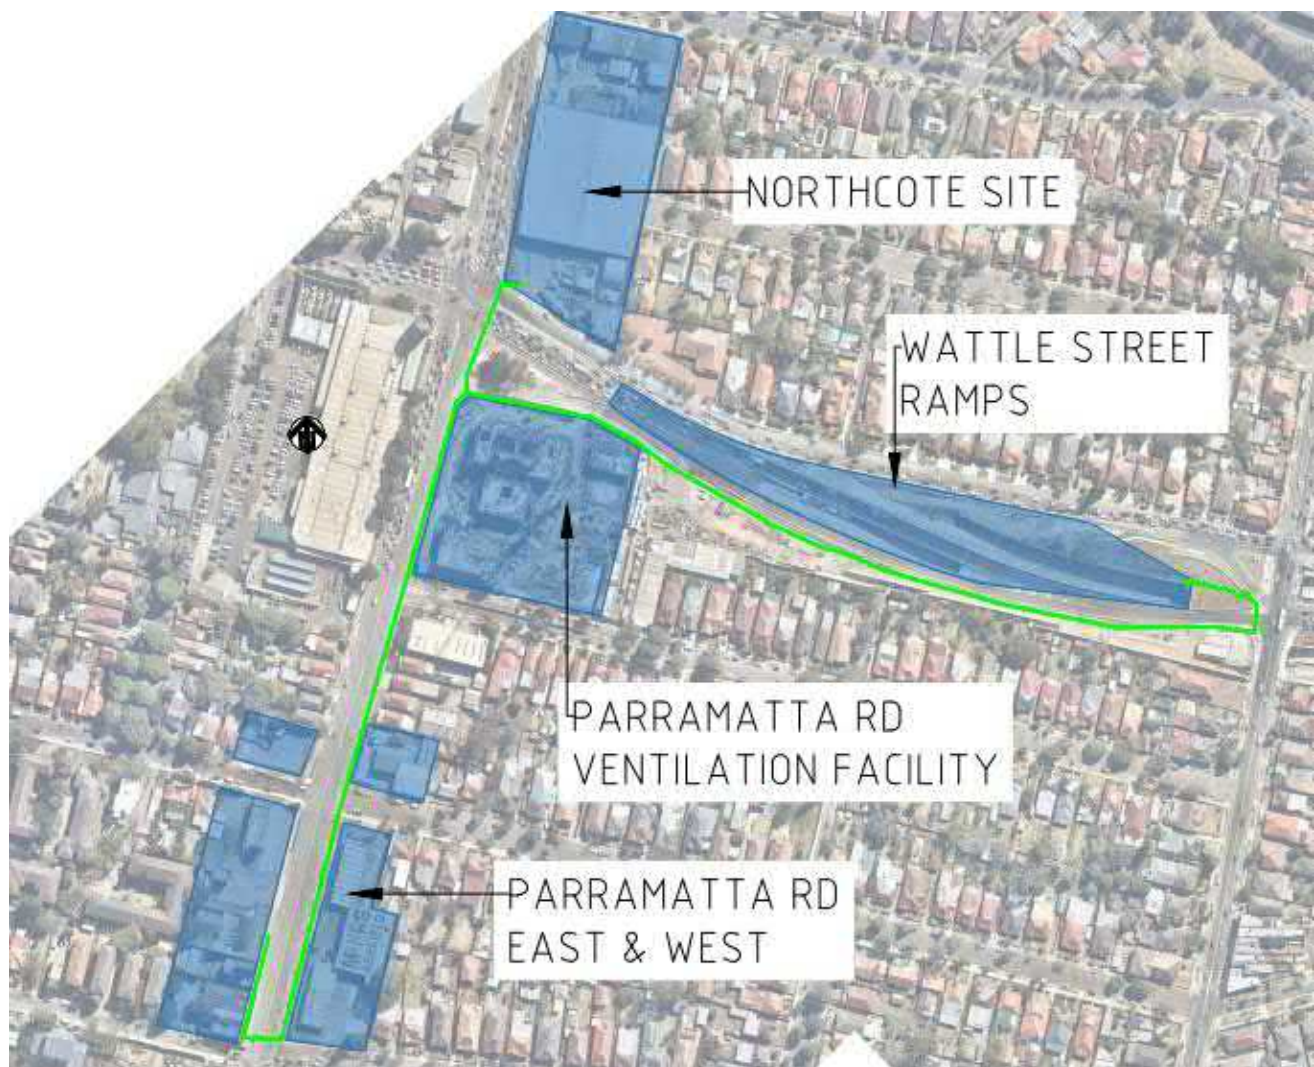 NORTHCOTE SITE
WATTLE STREET
RAMPS
PARRAMATTA RD
VENTILATION FACILITY
PARRAMATTA RD
EAST & WEST